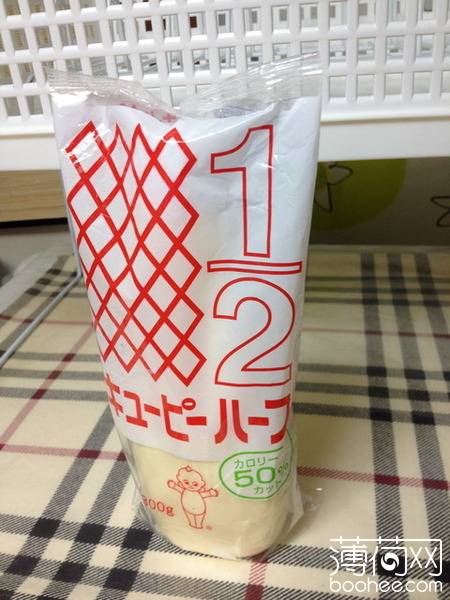 1
2
キューピーハーフ
カロリー
50%
カット
300g
®
薄荷网
boohee.com